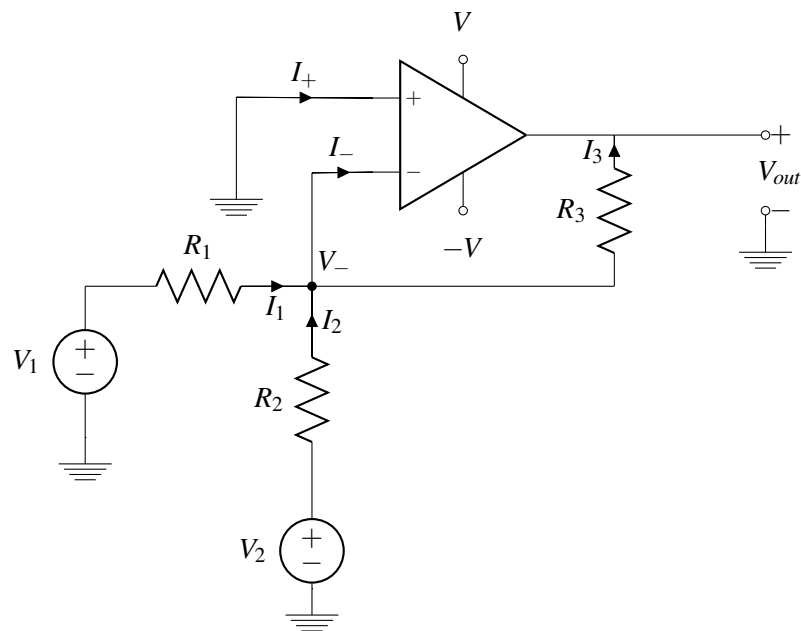 V
I+
+
I−
−
I3
+
Vout
−
R3
−V
R1
V−
I1
I2
V1
+
−
R2
V2
+
−